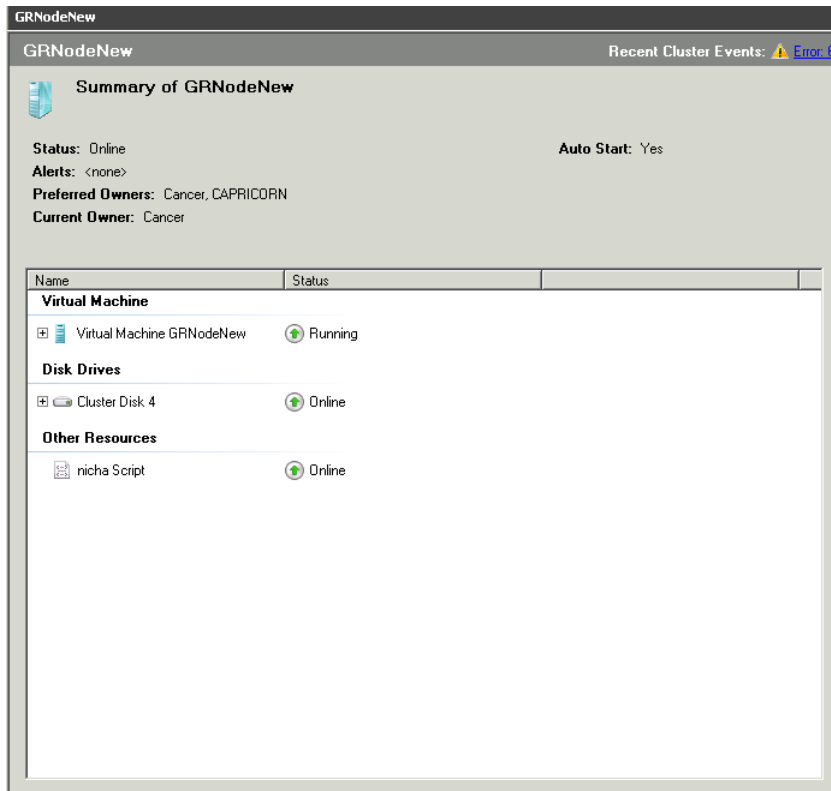 GRNodeNew
GRNodeNew Recent Cluster Events: Error:
Summary of GRNodeNew
Status: Online Auto Start: Yes
Alerts: <none>
Preferred Owners: Cancer, CAPRICORN
Current Owner: Cancer
Name Status
Virtual Machine
Virtual Machine GRNodeNew Running
Disk Drives
Cluster Disk 4 Online
Other Resources
nicha Script Online